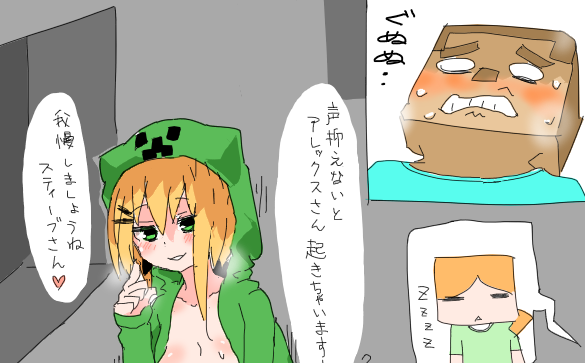 ぐぬぬ・
声抑えないと
アレックスさん
起きちゃいます!
我慢しましょうね
スティーブさん♥
zzzz
?